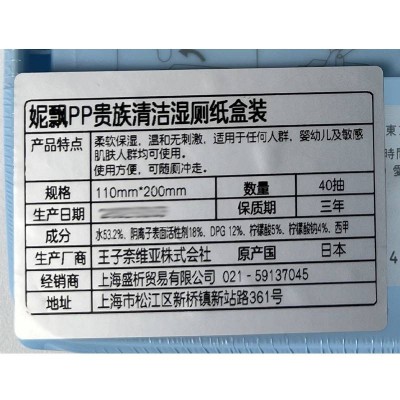 妮飘PP贵族清洁湿厕纸盒装
产品特点 柔软保湿，温和无刺激，适用于任何人群，婴幼儿及敏感
肌肤人群均可使用。
使用方便，可随厕冲走。
规格 110mm*200mm 数量 40抽
生产日期 保质期 三年
成分 水53.2%，阴离子表面活性剂18%、DPG 12%、柠檬酸5%、柠檬酸钠4%、西甲
生产厂商 王子奈维亚株式会社 原产国 日本
经销商 上海盛析贸易有限公司 021-59137045
地址 上海市松江区新桥镇新站路361号
東
時間
愛
4